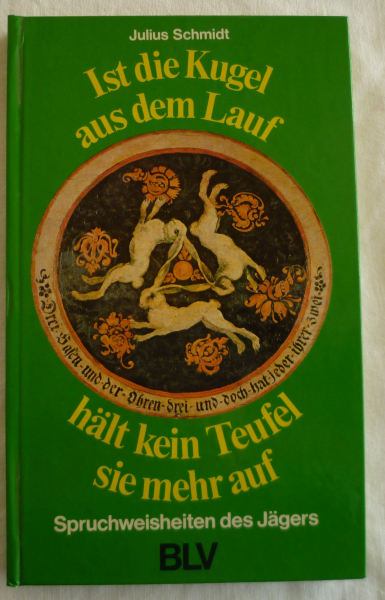 Julius Schmidt
Ist die Kugel
aus dem Lauf
Drei · Hasen · und · der · Ohren · drei · und · doch · hat · jeder · ihrer · zwei ·
hält kein Teufel
sie mehr auf
Spruchweisheiten des Jägers
BLV